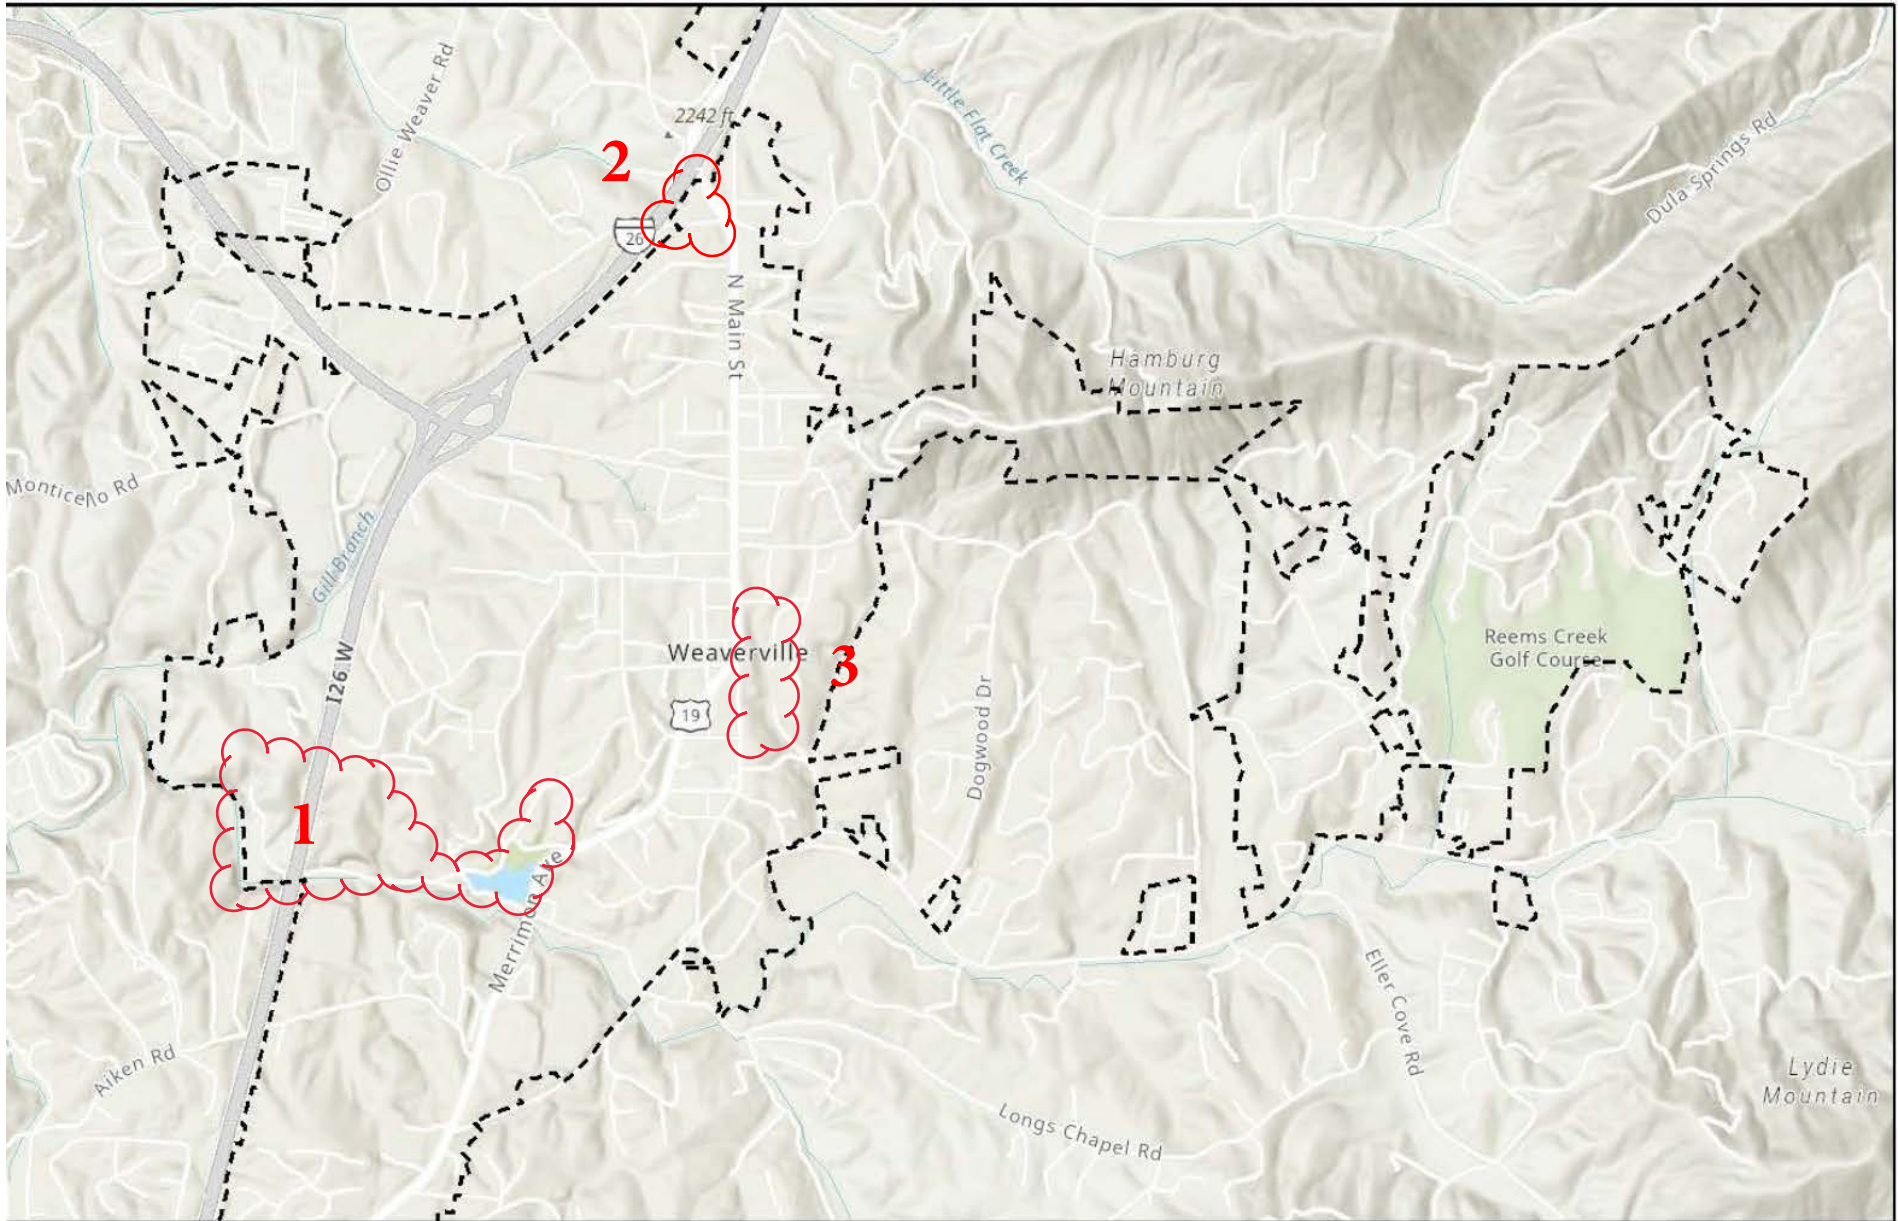 Ollie Weaver Rd
2242 ft
2
26
Little Flat Creek
Dula Springs Rd
N Main St
Hamburg
Mountain
Monticello Rd
Gill Branch
I26 W
Weaverville
3
19
Dogwood Dr
Reems Creek
Golf Course
1
Merrimon Ave
Aiken Rd
Eller Cove Rd
Longs Chapel Rd
Lydie
Mountain